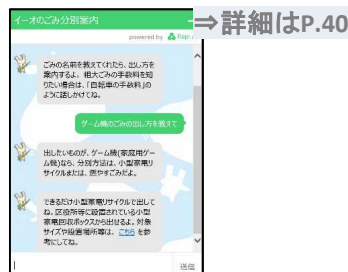 イーオのごみ分別案内
⇒詳細はP.40
powered by Repl-
ごみの名前を教えてくれたら、出し方を
案内するよ。粗大ごみの手数料を知
りたい場合は、「自転車の手数料」の
ように話しかけてね。
ゲーム機のごみの出し方を教えて
出したいものが、ゲーム機(家庭用ゲー
ム機)なら、分別方法は、小型家電リ
サイクルまたは、燃やすごみだよ。
できるだけ小型家電リサイクルで出して
ね。区役所等に設置されている小型
家電回収ボックスから出せるよ。対象
サイズや設置場所等は、こちらを参
考にしてね。
送信